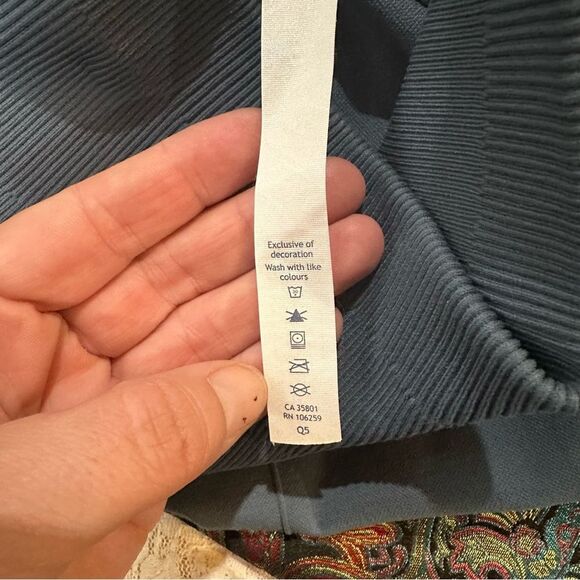 Exclusive of
decoration
Wash with like
colours
CA 35801
RN 106259
Q5